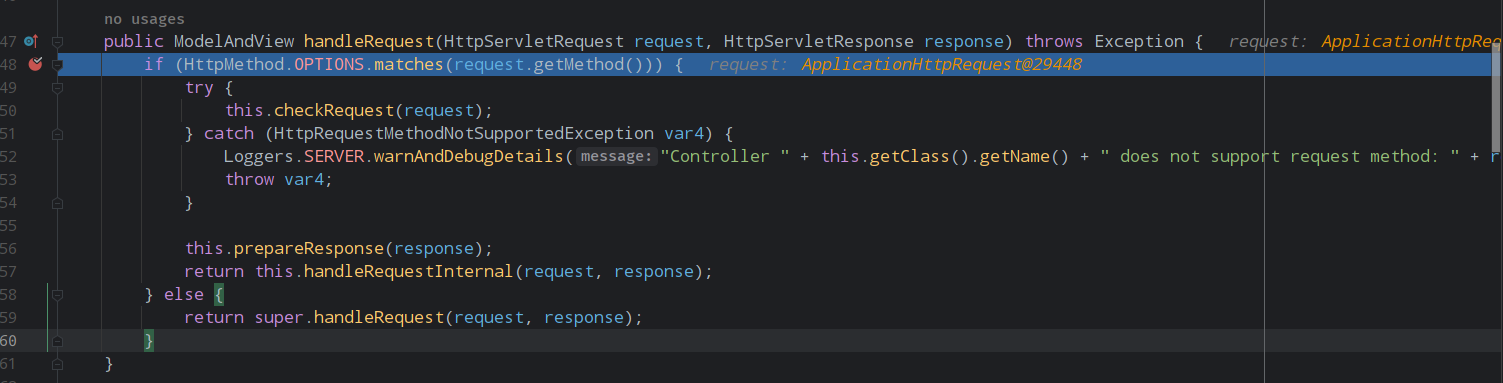 no usages
47 public ModelAndView handleRequest(HttpServletRequest request, HttpServletResponse response) throws Exception { request: ApplicationHttpReq
48 if (HttpMethod.OPTIONS.matches(request.getMethod())) { request: ApplicationHttpRequest@29448
49 try {
50 this.checkRequest(request);
51 } catch (HttpRequestMethodNotSupportedException var4) {
52 Loggers.SERVER.warnAndDebugDetails( message: "Controller " + this.getClass().getName() + " does not support request method: " + r
53 throw var4;
54 }
55
56 this.prepareResponse(response);
57 return this.handleRequestInternal(request, response);
58 } else {
59 return super.handleRequest(request, response);
60 }
61 }